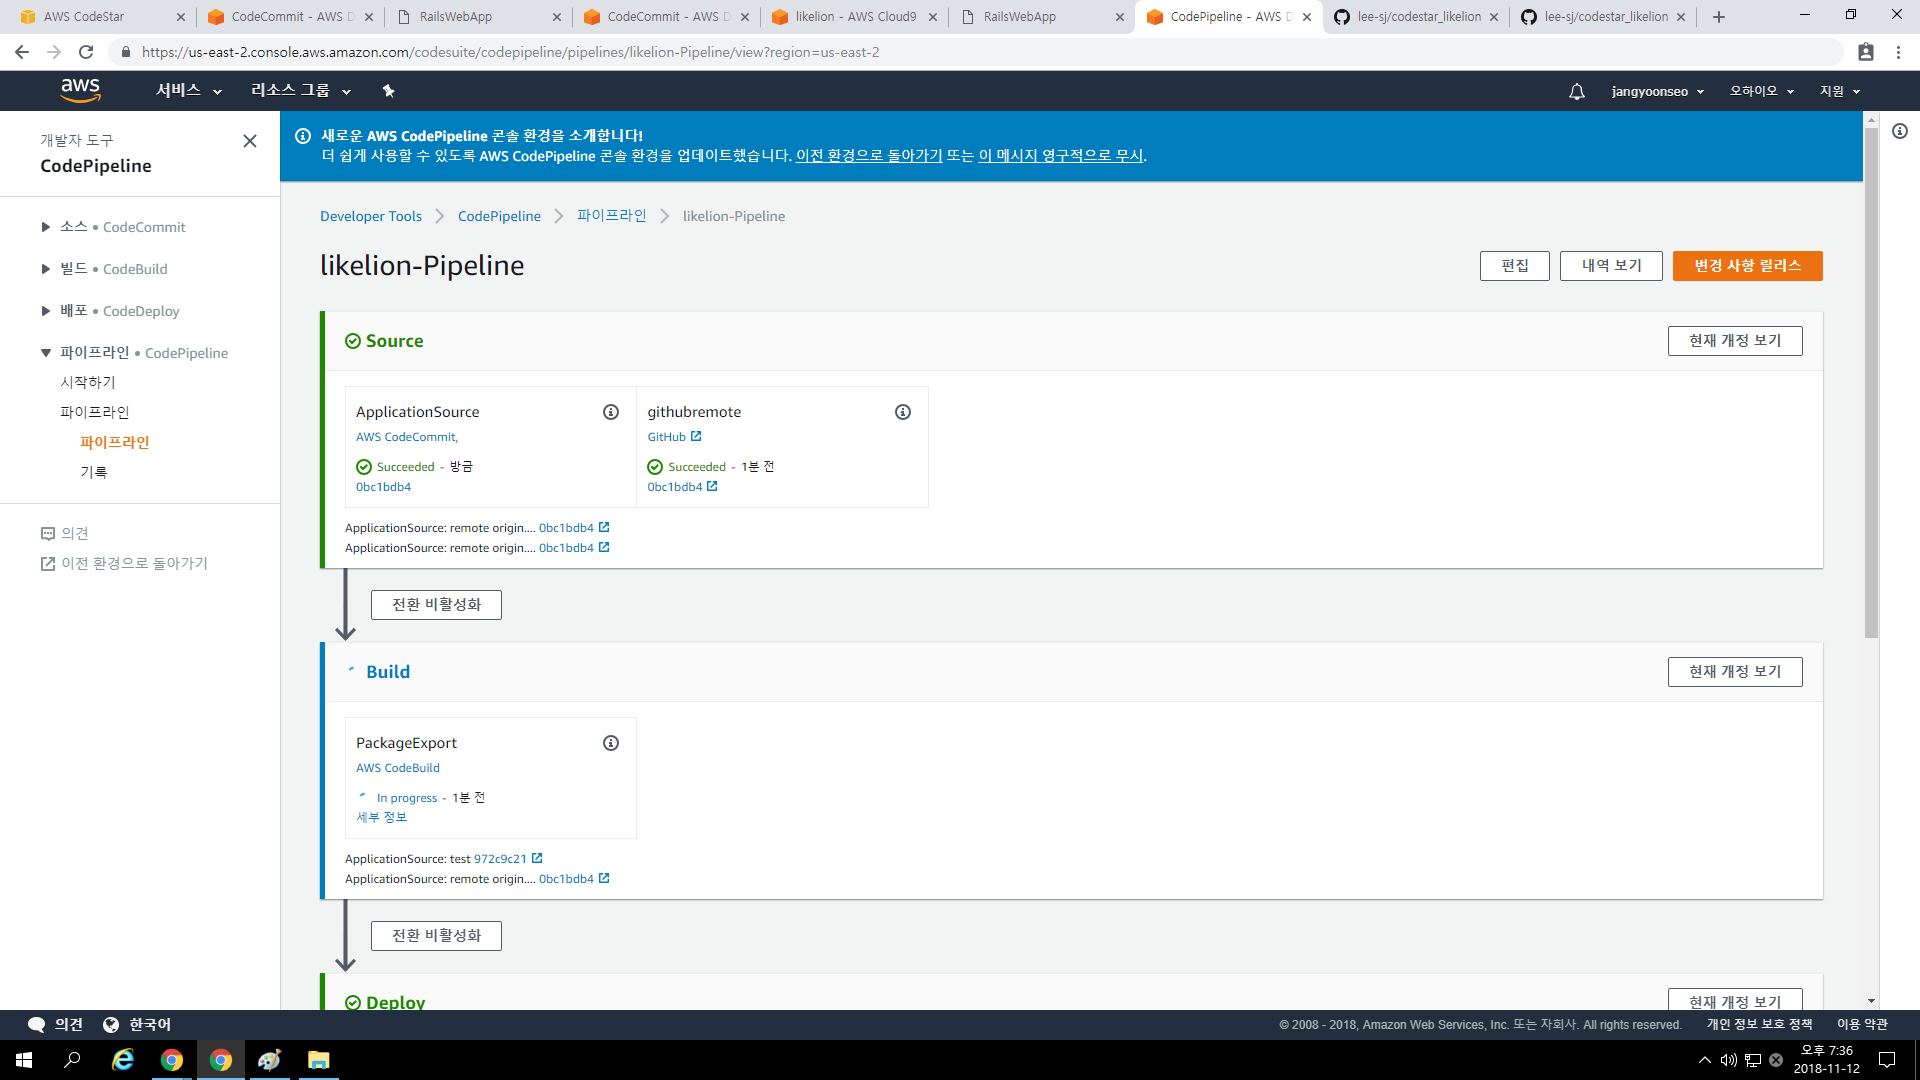 AWS CodeStar
CodeCommit - AWS D
RailsWebApp
CodeCommit - AWS D
likelion - AWS Cloud9
RailsWebApp
CodePipeline - AWS D
lee-sj/codestar_likelion
lee-sj/codestar_likelion
https://us-east-2.console.aws.amazon.com/codesuite/codepipeline/pipelines/likelion-Pipeline/view?region=us-east-2
aws
서비스
리소스 그룹
jangyoonseo
오하이오
지원
개발자 도구
CodePipeline
소스 • CodeCommit
빌드 • CodeBuild
배포 • CodeDeploy
파이프라인 • CodePipeline
시작하기
파이프라인
파이프라인
기록
의견
이전 환경으로 돌아가기
새로운 AWS CodePipeline 콘솔 환경을 소개합니다!
더 쉽게 사용할 수 있도록 AWS CodePipeline 콘솔 환경을 업데이트했습니다. 이전 환경으로 돌아가기 또는 이 메시지 영구적으로 무시.
Developer Tools
CodePipeline
파이프라인
likelion-Pipeline
likelion-Pipeline
편집
내역 보기
변경 사항 릴리스
Source
현재 개정 보기
ApplicationSource
AWS CodeCommit,
Succeeded - 방금
0bc1bdb4
githubremote
GitHub
Succeeded - 1분 전
0bc1bdb4
ApplicationSource: remote origin.... 0bc1bdb4
ApplicationSource: remote origin.... 0bc1bdb4
전환 비활성화
Build
현재 개정 보기
PackageExport
AWS CodeBuild
In progress - 1분 전
세부 정보
ApplicationSource: test 972c9c21
ApplicationSource: remote origin.... 0bc1bdb4
전환 비활성화
Deploy
현재 개정 보기
의견
한국어
© 2008 - 2018, Amazon Web Services, Inc. 또는 자회사. All rights reserved.
개인 정보 보호 정책
이용 약관
오후 7:36
2018-11-12